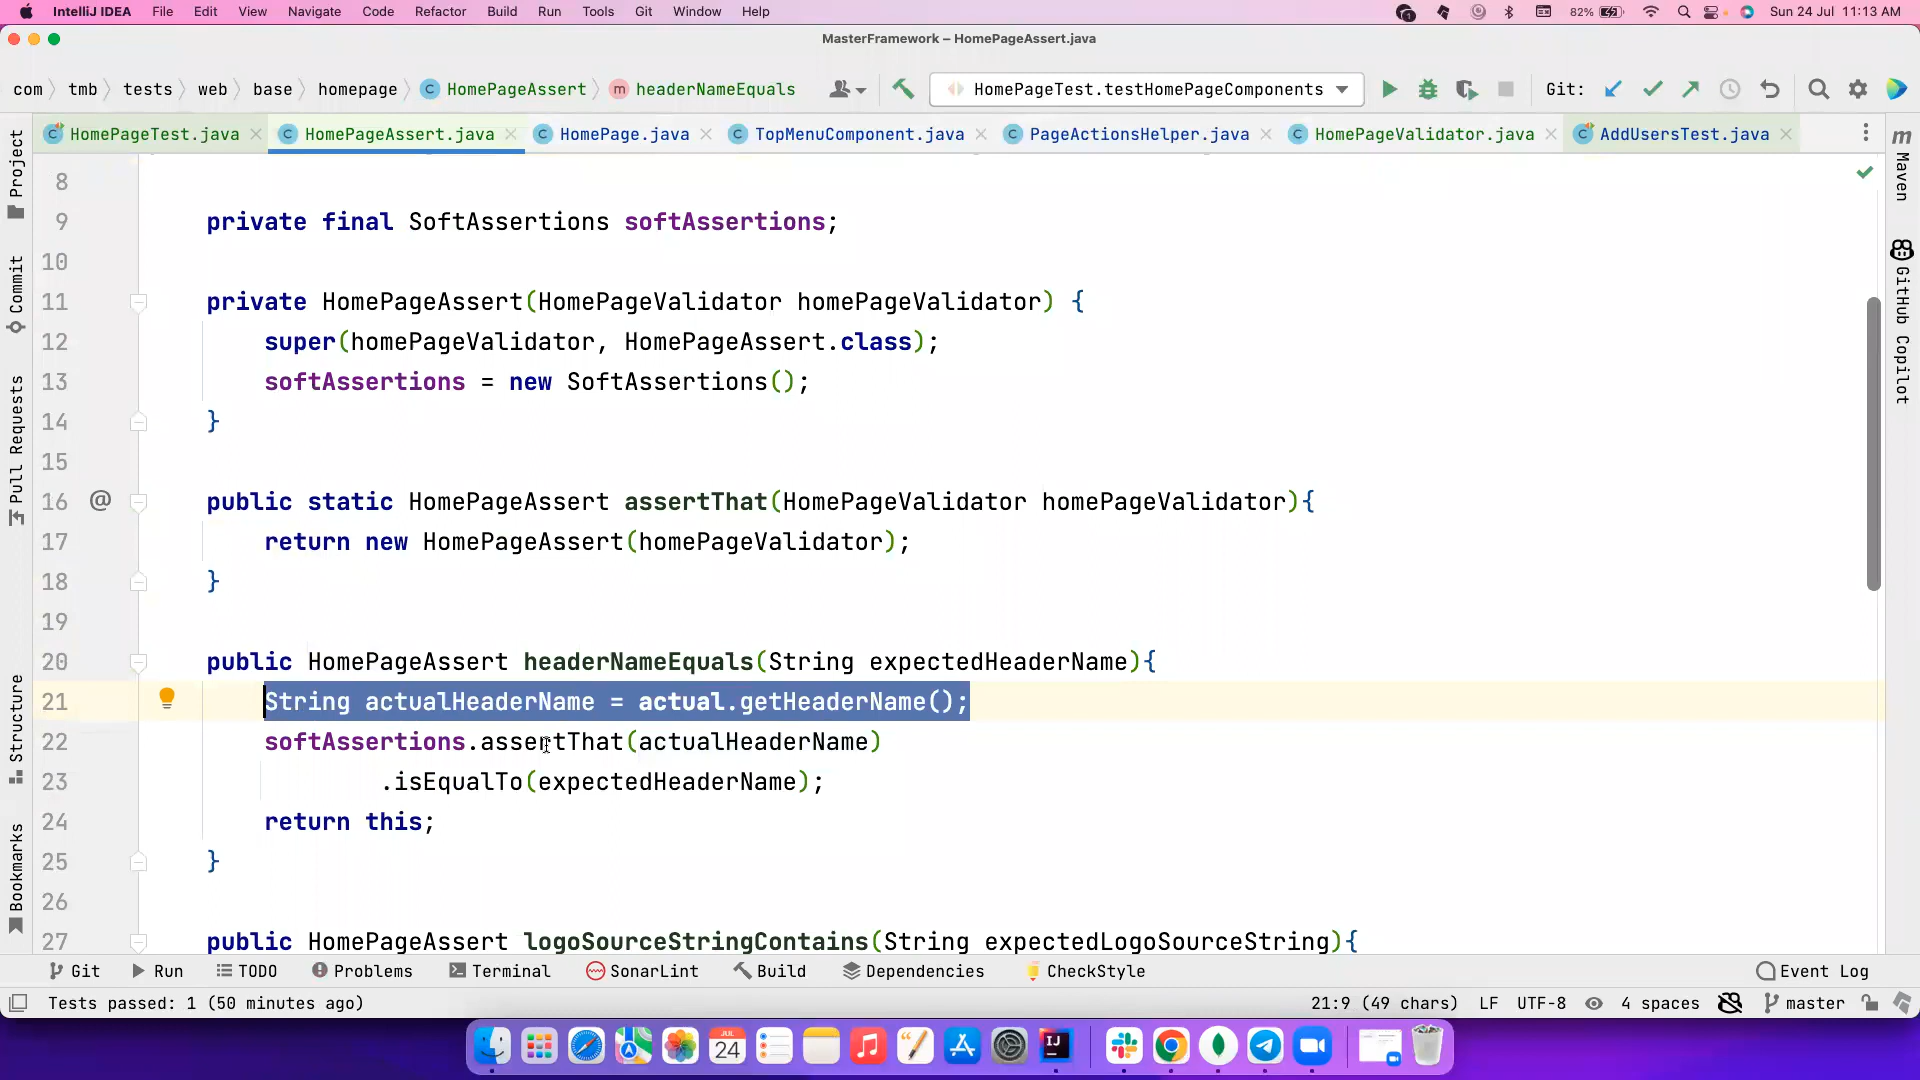 IntelliJ IDEA File Edit View Navigate Code Refactor Build Run Tools Git Window Help 82% Sun 24 Jul 11:13 AM
MasterFramework – HomePageAssert.java
com tmb tests web base homepage HomePageAssert headerNameEquals HomePageTest.testHomePageComponents Git:
HomePageTest.java HomePageAssert.java HomePage.java TopMenuComponent.java PageActionsHelper.java HomePageValidator.java AddUsersTest.java
Project
Commit
Pull Requests
Structure
Bookmarks
8
9 private final SoftAssertions softAssertions;
10
11 private HomePageAssert(HomePageValidator homePageValidator) {
12 super(homePageValidator, HomePageAssert.class);
13 softAssertions = new SoftAssertions();
14 }
15
16 @ public static HomePageAssert assertThat(HomePageValidator homePageValidator){
17 return new HomePageAssert(homePageValidator);
18 }
19
20 public HomePageAssert headerNameEquals(String expectedHeaderName){
21 String actualHeaderName = actual.getHeaderName();
22 softAssertions.assertThat(actualHeaderName)
23 .isEqualTo(expectedHeaderName);
24 return this;
25 }
26
27 public HomePageAssert logoSourceStringContains(String expectedLogoSourceString){
m Maven
GitHub Copilot
Git Run TODO Problems Terminal SonarLint Build Dependencies CheckStyle Event Log
Tests passed: 1 (50 minutes ago) 21:9 (49 chars) LF UTF-8 4 spaces master
JUL
24
IJ